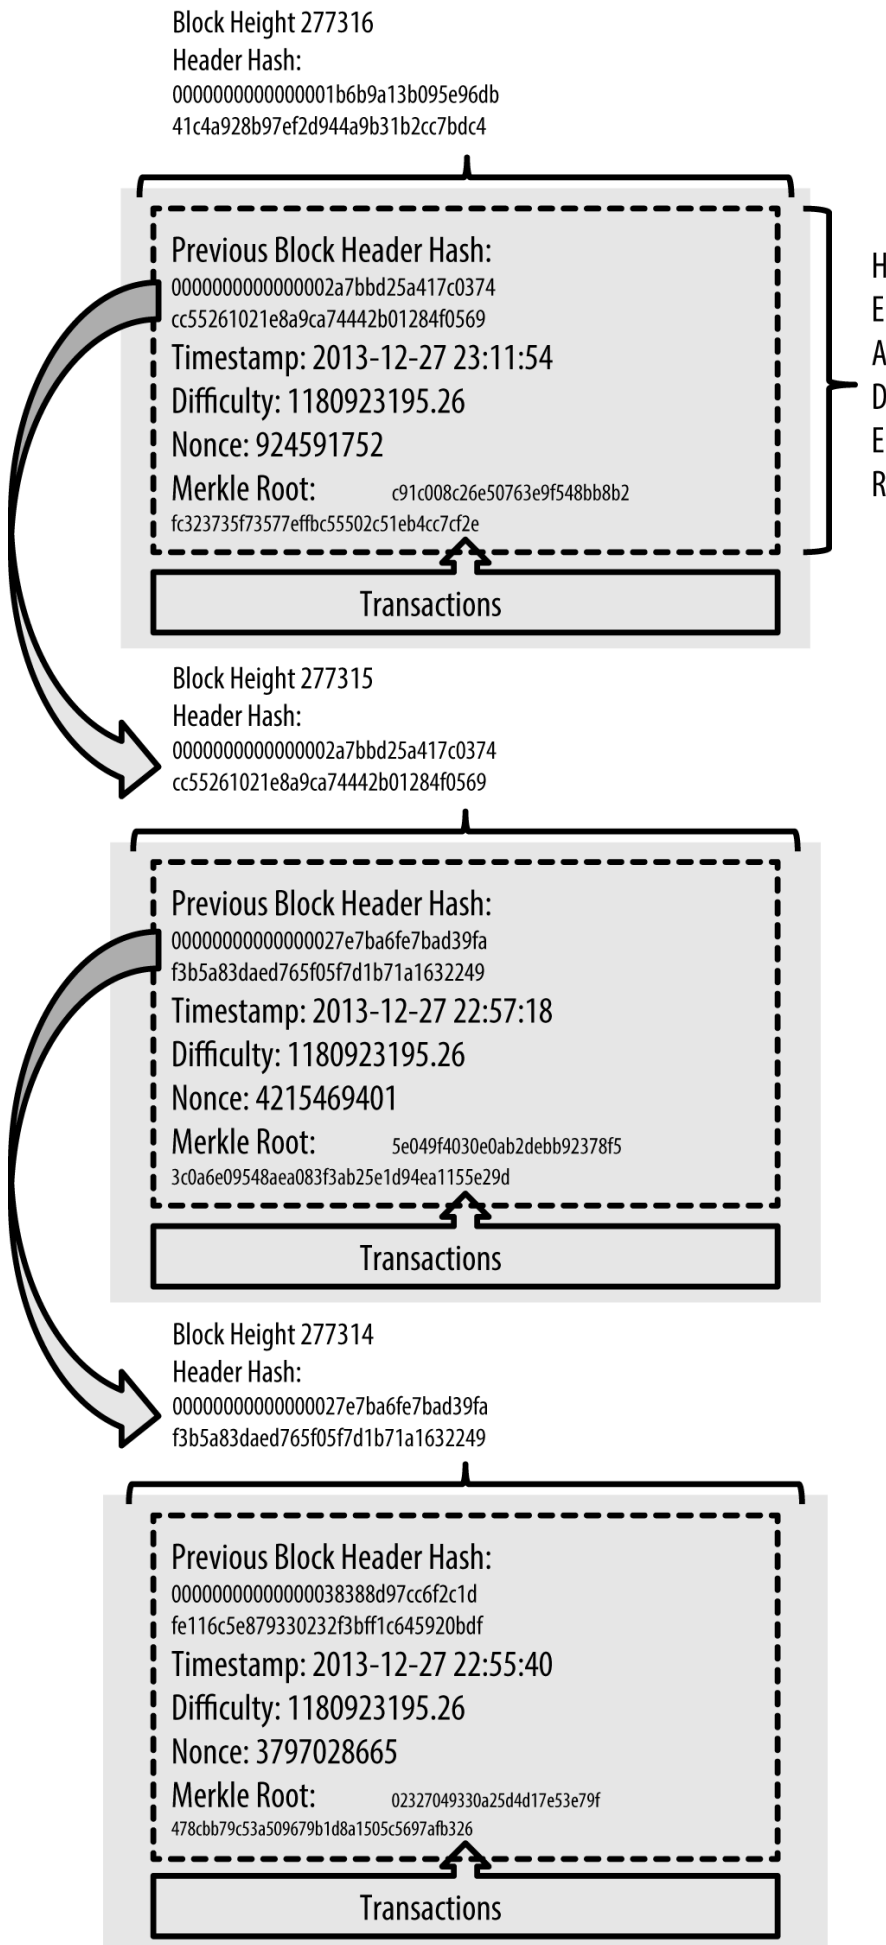 Block Height 277316
Header Hash:
0000000000000001b6b9a13b095e96db
41c4a928b97ef2d944a9b31b2cc7bdc4
Previous Block Header Hash:
0000000000000002a7bbd25a417c0374
cc55261021e8a9ca74442b01284f0569
Timestamp: 2013-12-27 23:11:54
Difficulty: 1180923195.26
Nonce: 924591752
Merkle Root: c91c008c26e50763e9f548bb8b2
fc323735f73577effbc55502c51eb4cc7cf2e
Transactions
H
E
A
D
E
R
Block Height 277315
Header Hash:
0000000000000002a7bbd25a417c0374
cc55261021e8a9ca74442b01284f0569
Previous Block Header Hash:
00000000000000027e7ba6fe7bad39fa
f3b5a83daed765f05f7d1b71a1632249
Timestamp: 2013-12-27 22:57:18
Difficulty: 1180923195.26
Nonce: 4215469401
Merkle Root: 5e049f4030e0ab2debb92378f5
3c0a6e09548aea083f3ab25e1d94ea1155e29d
Transactions
Block Height 277314
Header Hash:
00000000000000027e7ba6fe7bad39fa
f3b5a83daed765f05f7d1b71a1632249
Previous Block Header Hash:
00000000000000038388d97cc6f2c1d
fe116c5e879330232f3bff1c645920bdf
Timestamp: 2013-12-27 22:55:40
Difficulty: 1180923195.26
Nonce: 3797028665
Merkle Root: 02327049330a25d4d17e53e79f
478cbb79c53a509679b1d8a1505c5697afb326
Transactions